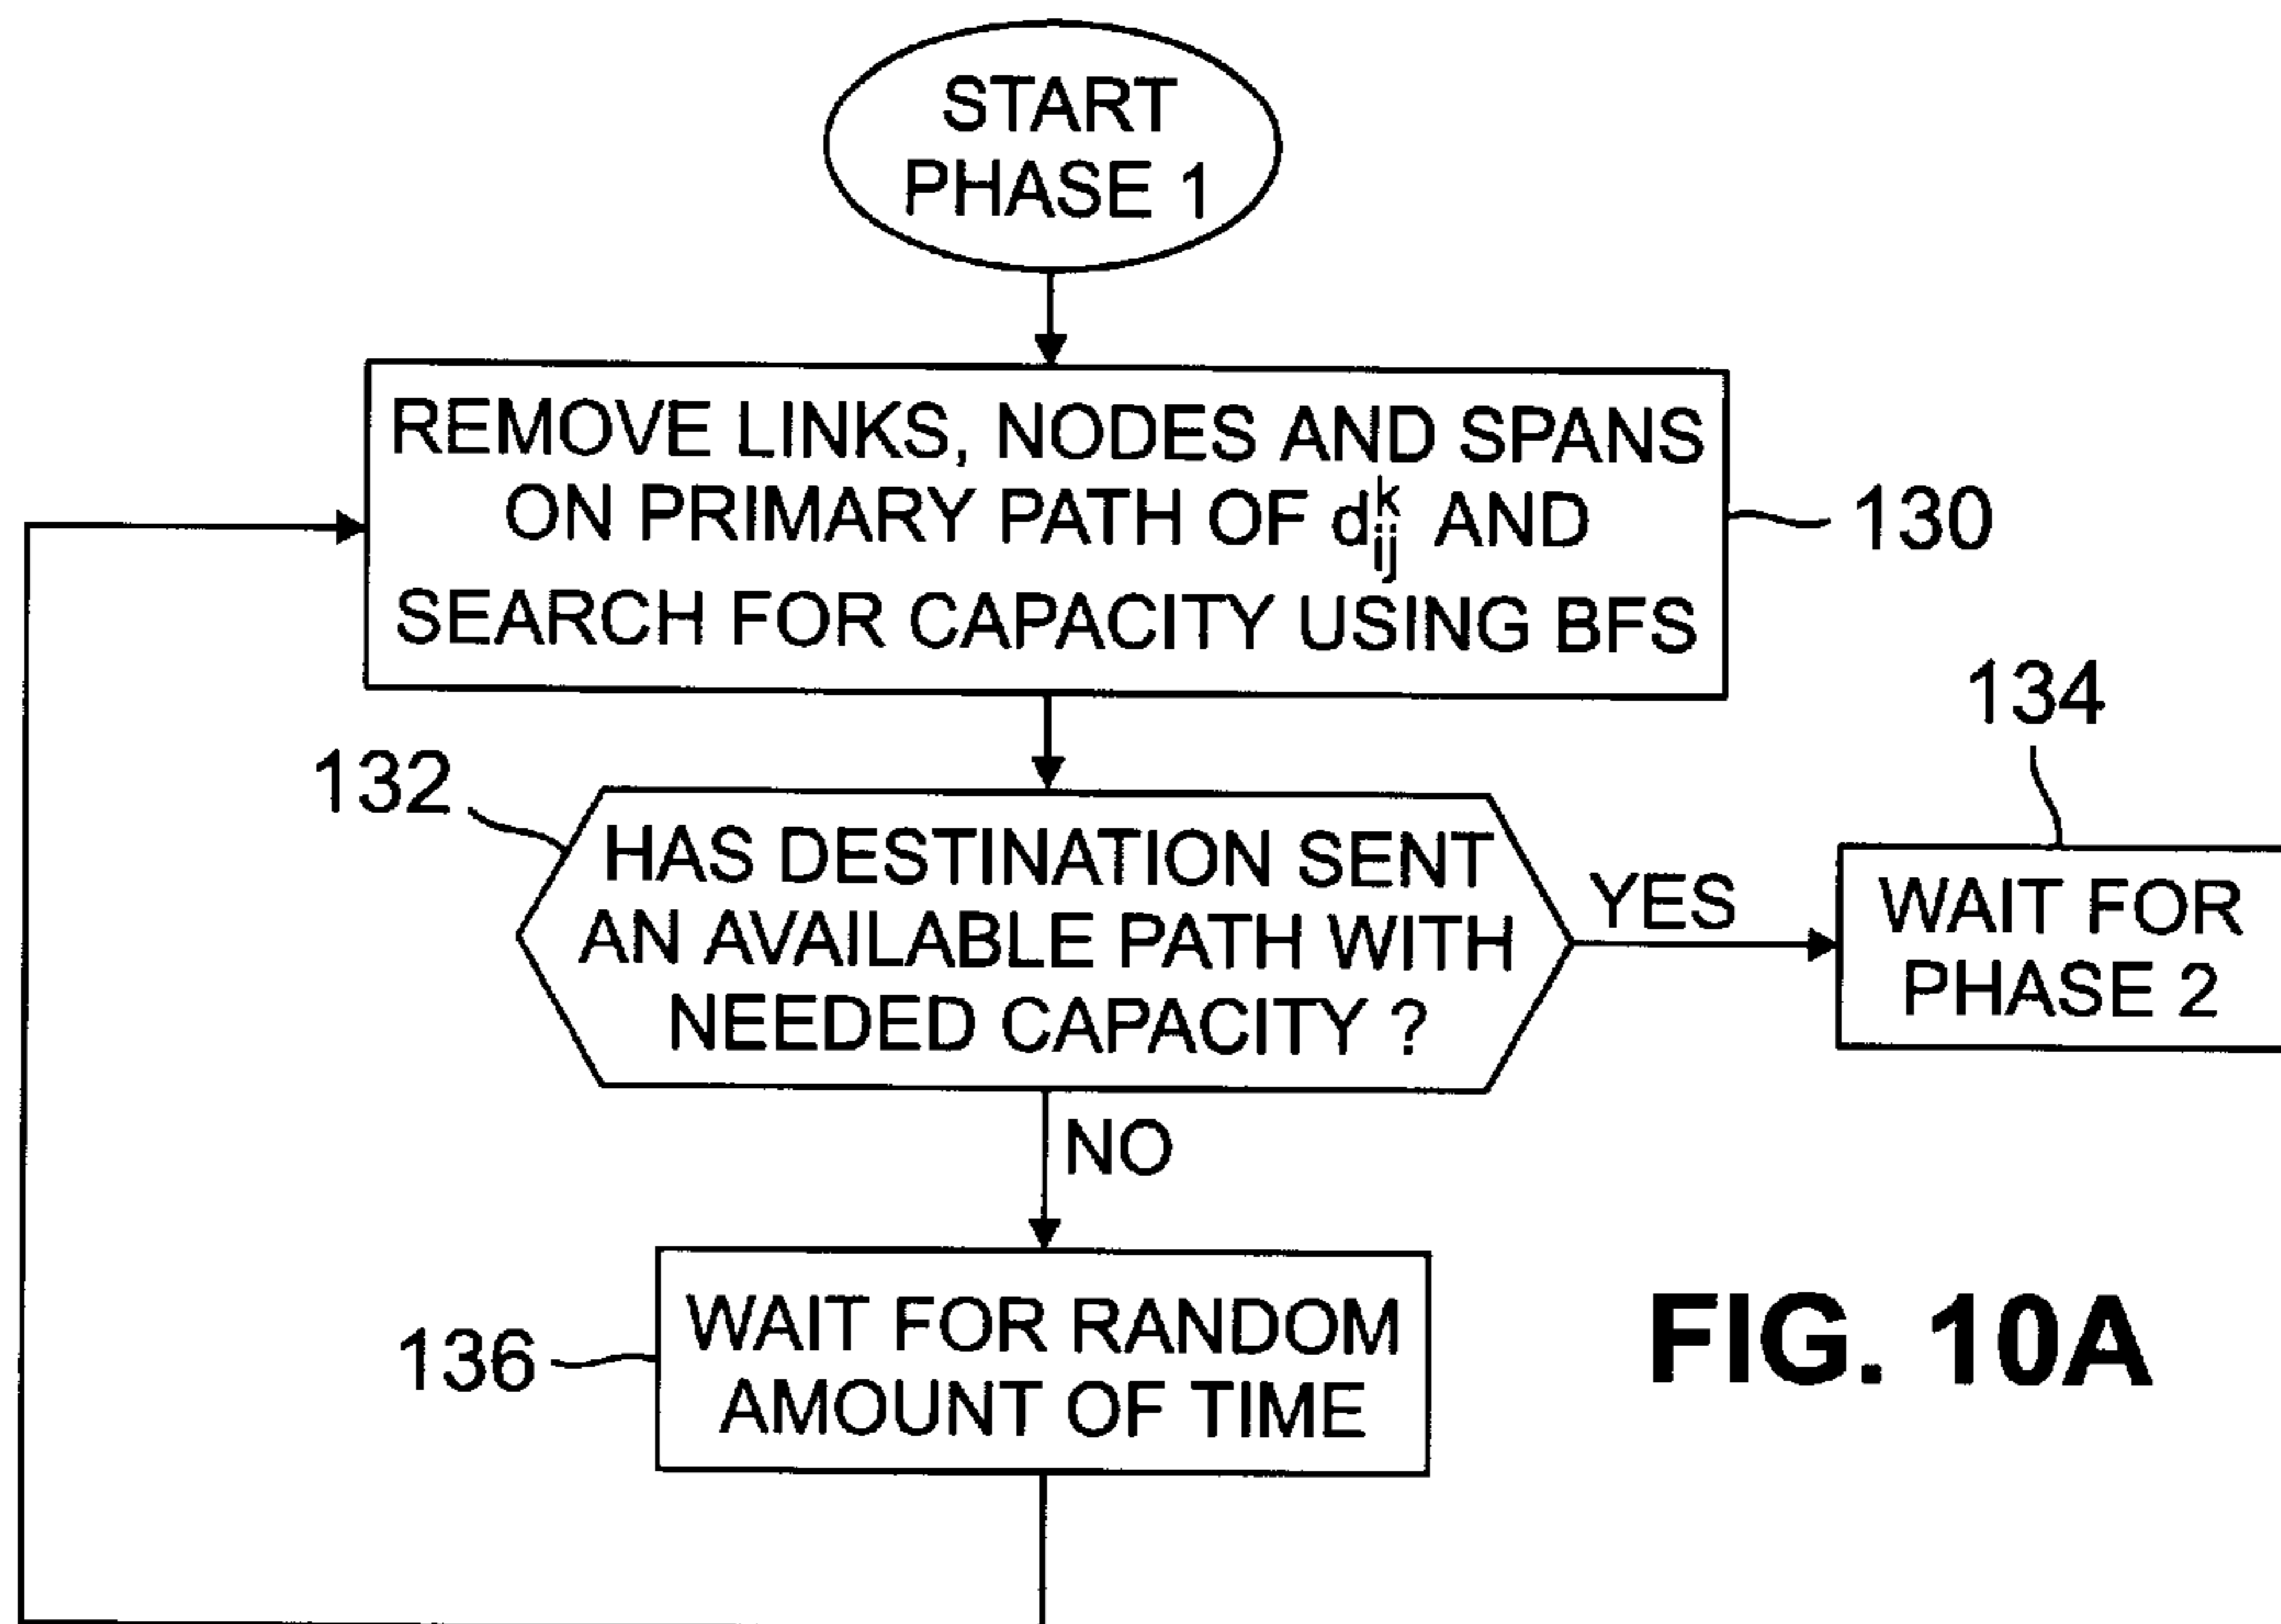 START
PHASE 1
REMOVE LINKS, NODES AND SPANS
ON PRIMARY PATH OF d^k_ij AND
SEARCH FOR CAPACITY USING BFS
130
132
HAS DESTINATION SENT
AN AVAILABLE PATH WITH
NEEDED CAPACITY ?
YES
134
WAIT FOR
PHASE 2
NO
136
WAIT FOR RANDOM
AMOUNT OF TIME
FIG. 10A